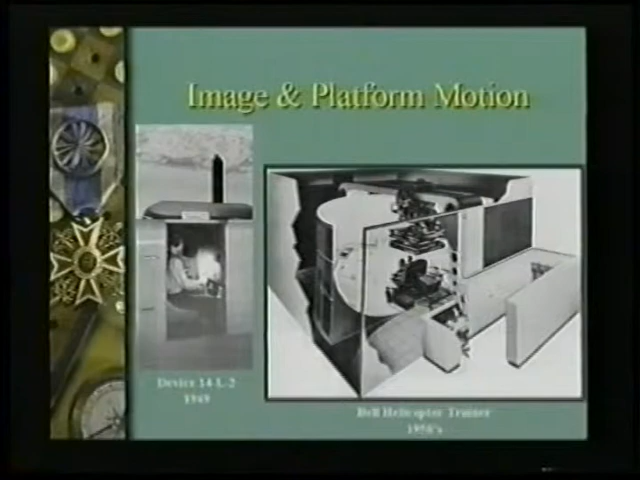 Image & Platform Motion
Device 14-L-2
1949
Bell Helicopter Trainer
1950's